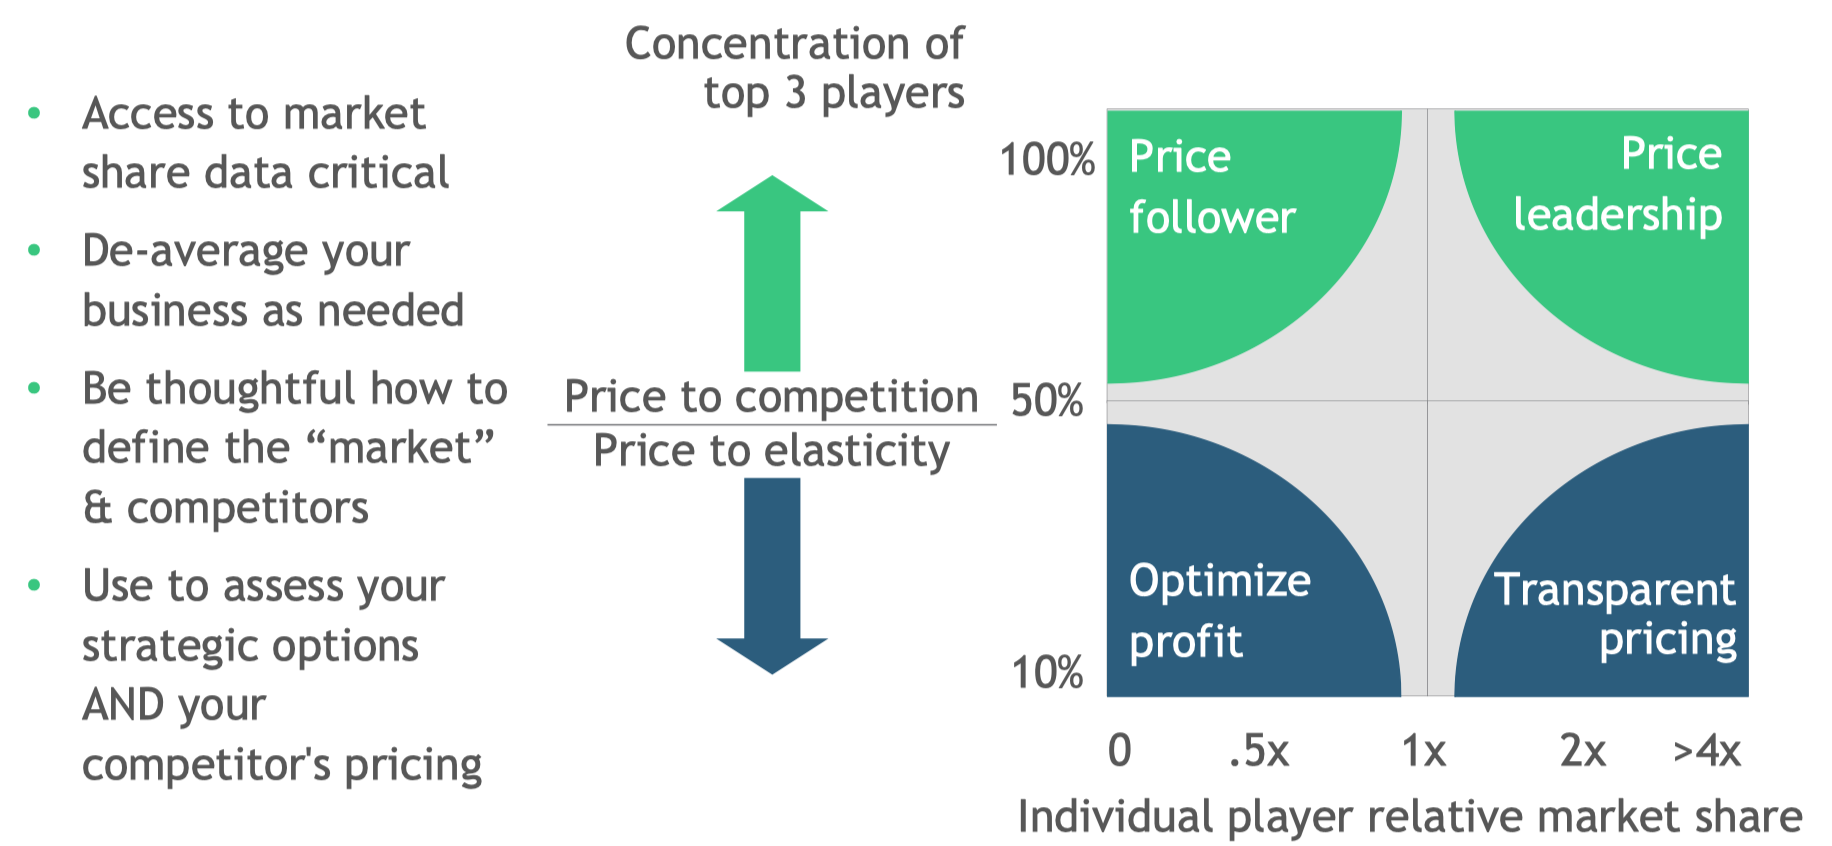 Access to market
share data critical
De-average your
business as needed
Be thoughtful how to
define the “market”
& competitors
Use to assess your
strategic options
AND your
competitor's pricing
Concentration of
top 3 players
Price to competition
Price to elasticity
100%
50%
10%
Price
follower
Price
leadership
Optimize
profit
Transparent
pricing
0
.5x
1x
2x
>4x
Individual player relative market share